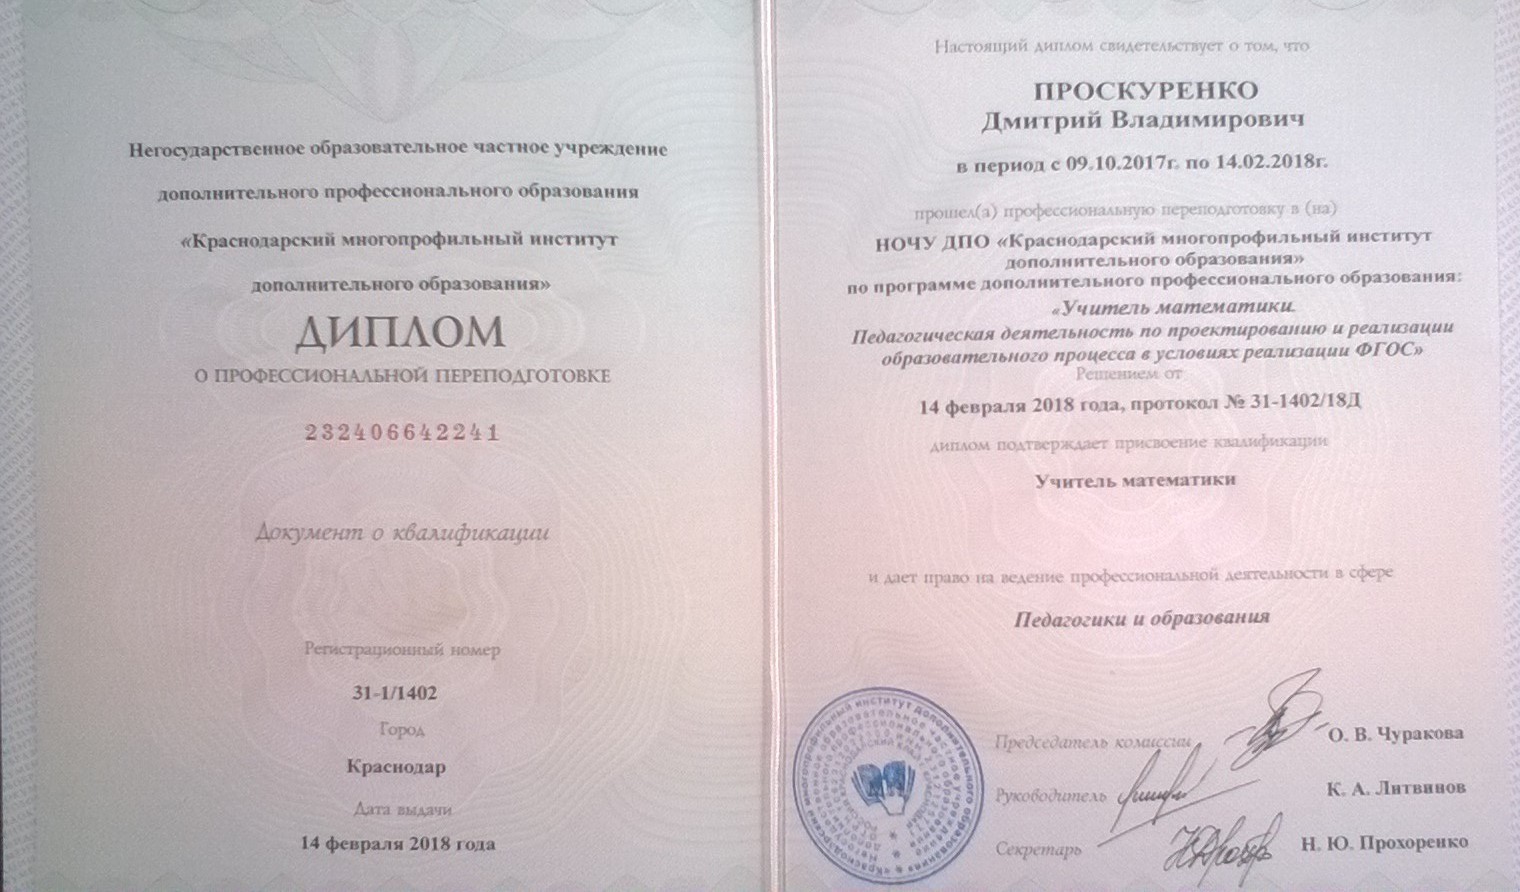 Негосударственное образовательное частное учреждение
дополнительного профессионального образования
«Краснодарский многопрофильный институт
дополнительного образования»
ДИПЛОМ
О ПРОФЕССИОНАЛЬНОЙ ПЕРЕПОДГОТОВКЕ
232406642241
Документ о квалификации
Регистрационный номер
31-1/1402
Город
Краснодар
Дата выдачи
14 февраля 2018 года
Настоящий диплом свидетельствует о том, что
ПРОСКУРЕНКО
Дмитрий Владимирович
в период с 09.10.2017г. по 14.02.2018г.
прошел(а) профессиональную переподготовку в (на)
НОЧУ ДПО «Краснодарский многопрофильный институт
дополнительного образования»
по программе дополнительного профессионального образования:
«Учитель математики.
Педагогическая деятельность по проектированию и реализации
образовательного процесса в условиях реализации ФГОС»
Решением от
14 февраля 2018 года, протокол № 31-1402/18Д
диплом подтверждает присвоение квалификации
Учитель математики
и дает право на ведение профессиональной деятельности в сфере
Педагогики и образования
Председатель комиссии О. В. Чуракова
Руководитель К. А. Литвинов
Секретарь Н. Ю. Прохоренко